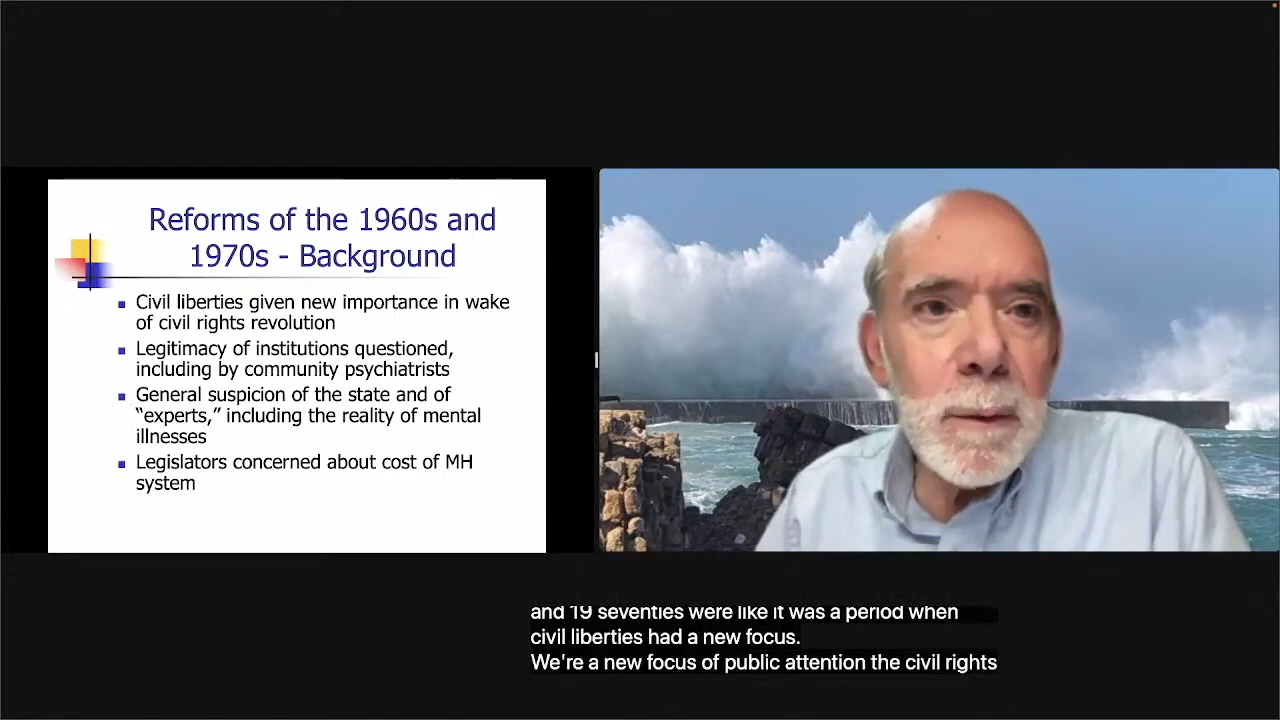 Reforms of the 1960s and
1970s - Background
Civil liberties given new importance in wake
of civil rights revolution
Legitimacy of institutions questioned,
including by community psychiatrists
General suspicion of the state and of
“experts,” including the reality of mental
illnesses
Legislators concerned about cost of MH
system
and 19 seventies were like it was a period when
civil liberties had a new focus.
We're a new focus of public attention the civil rights